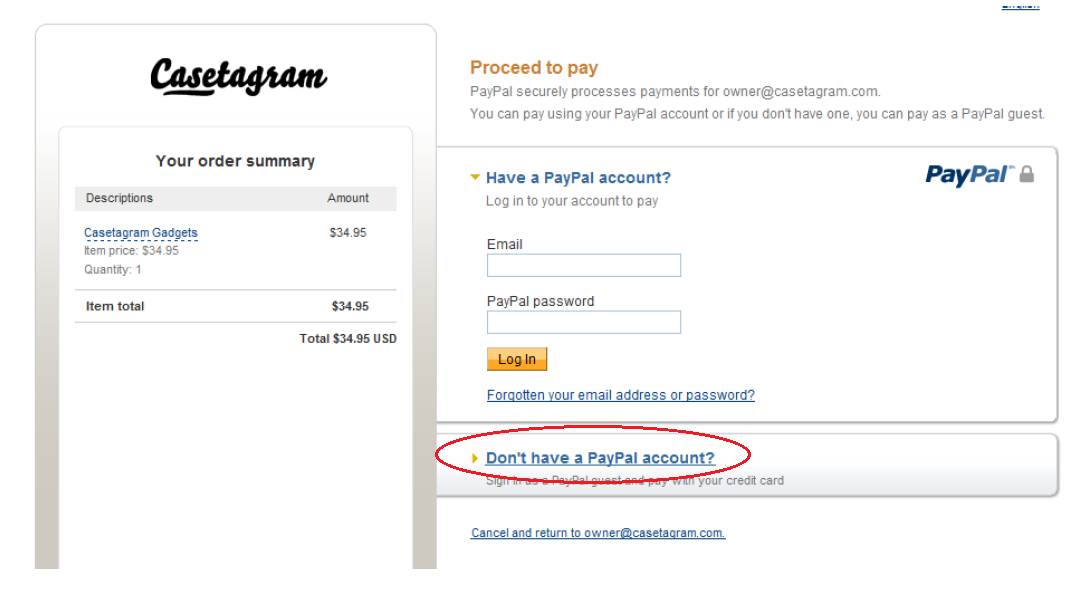 English
Casetagram
Your order summary
Descriptions Amount
Casetagram Gadgets $34.95
Item price: $34.95
Quantity: 1
Item total $34.95
Total $34.95 USD
Proceed to pay
PayPal securely processes payments for owner@casetagram.com.
You can pay using your PayPal account or if you don't have one, you can pay as a PayPal guest.
Have a PayPal account?
PayPal™
Log in to your account to pay
Email
PayPal password
Log In
Forgotten your email address or password?
Don't have a PayPal account?
Sign in as a PayPal guest and pay with your credit card
Cancel and return to owner@casetagram.com.